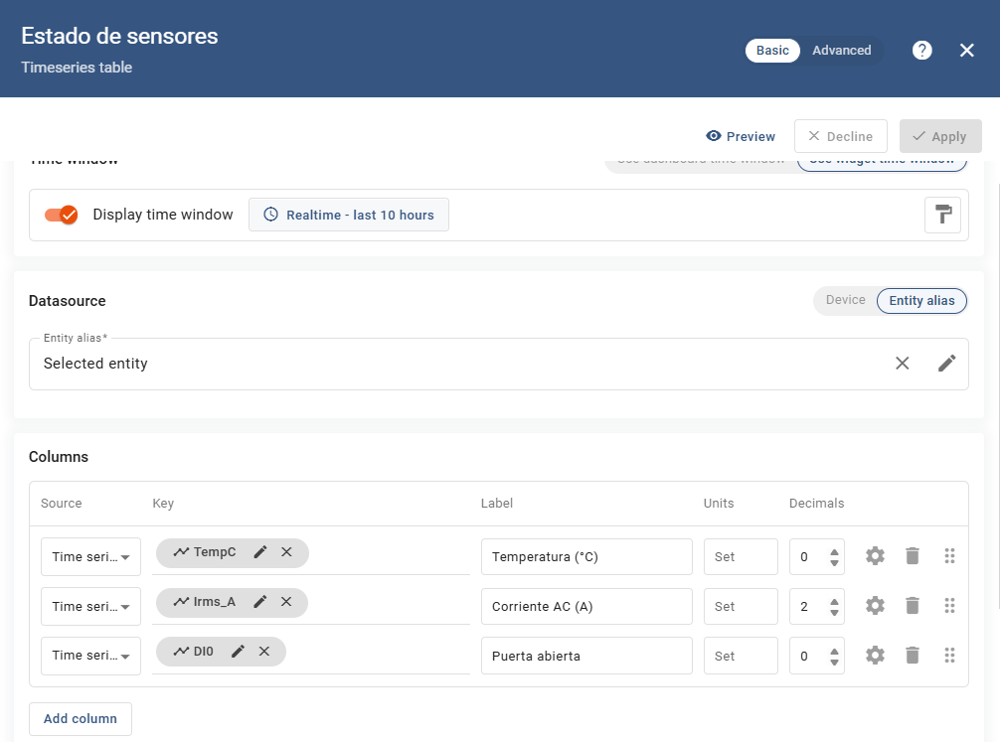 Estado de sensores
Timeseries table
Basic Advanced ?
Preview Decline Apply
Time window Use dashboard time window Use widget time window
Display time window Realtime - last 10 hours
Datasource Device Entity alias
Entity alias*
Selected entity
Columns
Source Key Label Units Decimals
Time seri... TempC Temperatura (°C) Set 0
Time seri... Irms_A Corriente AC (A) Set 2
Time seri... DI0 Puerta abierta Set 0
Add column